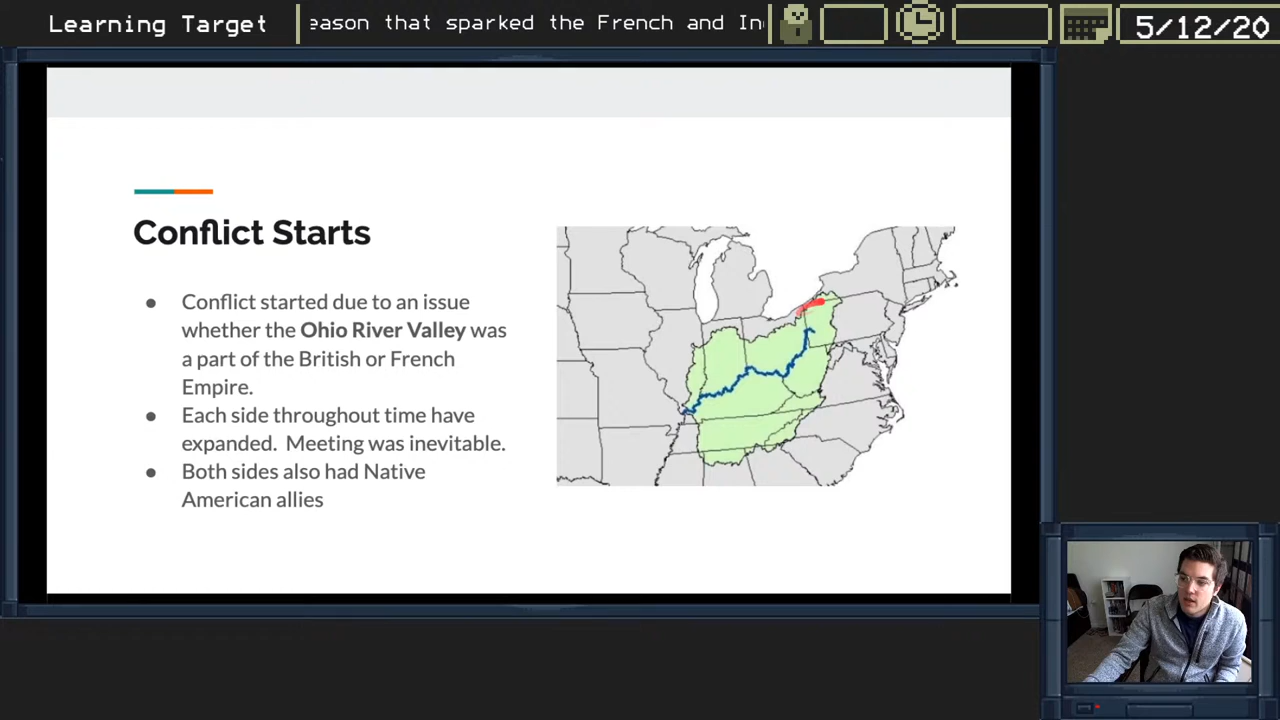 Learning Target
eason that sparked the French and In
5/12/20
Conflict Starts
● Conflict started due to an issue
whether the Ohio River Valley was
a part of the British or French
Empire.
● Each side throughout time have
expanded. Meeting was inevitable.
● Both sides also had Native
American allies